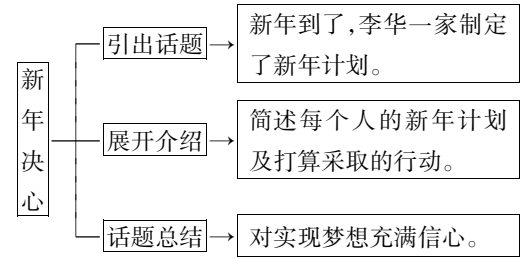 新年决心
引出话题
新年到了,李华一家制定
了新年计划。
展开介绍
简述每个人的新年计划
及打算采取的行动。
话题总结
对实现梦想充满信心。